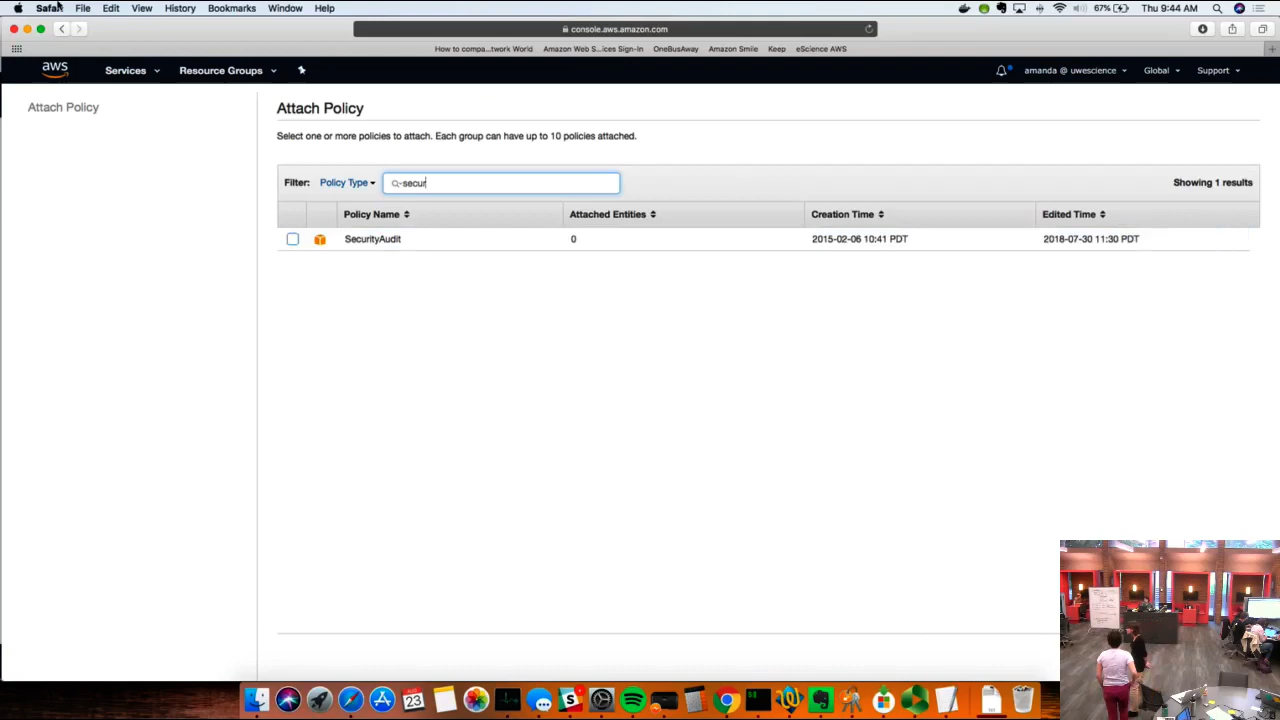 Safari File Edit View History Bookmarks Window Help 67% Thu 9:44 AM
console.aws.amazon.com
How to compa...twork World Amazon Web S...ices Sign-In OneBusAway Amazon Smile Keep eScience AWS
aws Services Resource Groups amanda @ uwescience Global Support
Attach Policy
Attach Policy
Select one or more policies to attach. Each group can have up to 10 policies attached.
Filter: Policy Type secur Showing 1 results
Policy Name Attached Entities Creation Time Edited Time
SecurityAudit 0 2015-02-06 10:41 PDT 2018-07-30 11:30 PDT
AUG
23